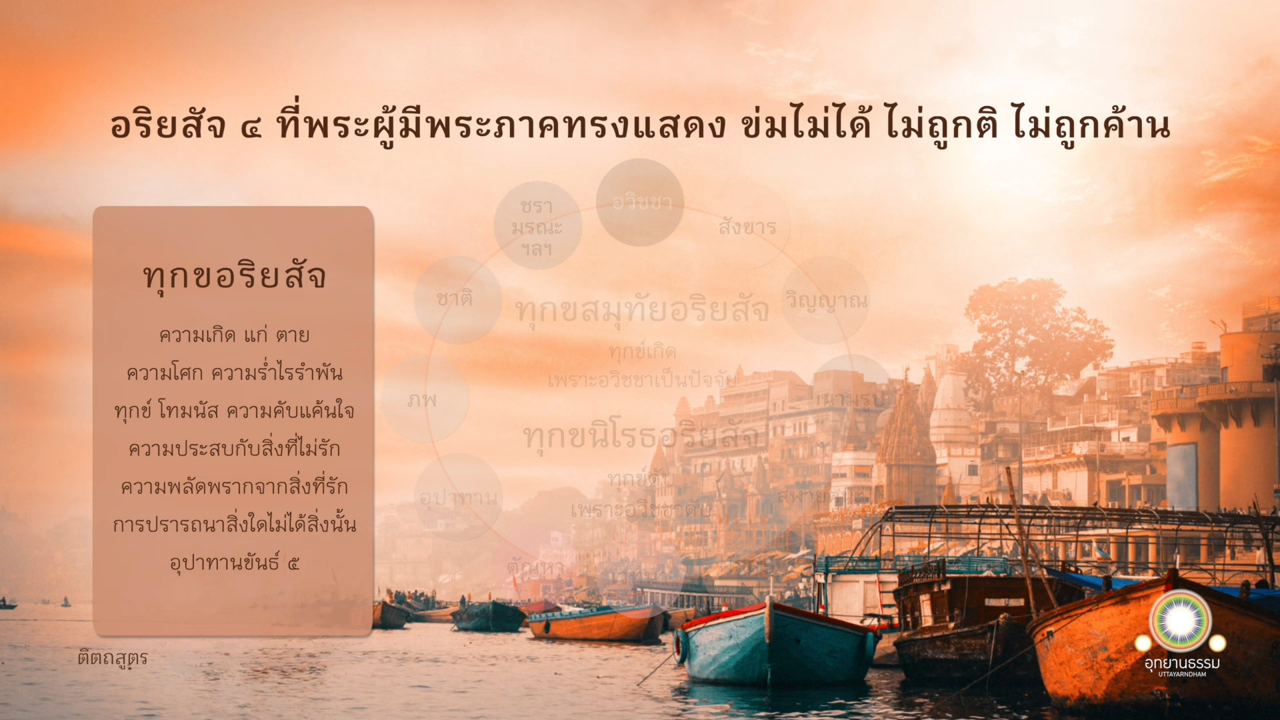 อริยสัจ ๔ ที่พระผู้มีพระภาคทรงแสดง ข่มไม่ได้ ไม่ถูกติ ไม่ถูกค้าน
ทุกขอริยสัจ
ความเกิด แก่ ตาย
ความโศก ความร่ำไรรำพัน
ทุกข์ โทมนัส ความคับแค้นใจ
ความประสบกับสิ่งที่ไม่รัก
ความพลัดพรากจากสิ่งที่รัก
การปรารถนาสิ่งใดไม่ได้สิ่งนั้น
อุปาทานขันธ์ ๕
อวิชชา
สังขาร
วิญญาณ
นามรูป
ตัณหา
อุปาทาน
ภพ
ชาติ
ชรา
มรณะ
ฯลฯ
ทุกขสมุทัยอริยสัจ
ทุกข์เกิด
เพราะอวิชชาเป็นปัจจัย
ทุกขนิโรธอริยสัจ
ติตถสูตร
อุทยานธรรม
UTTAYARNDHAM